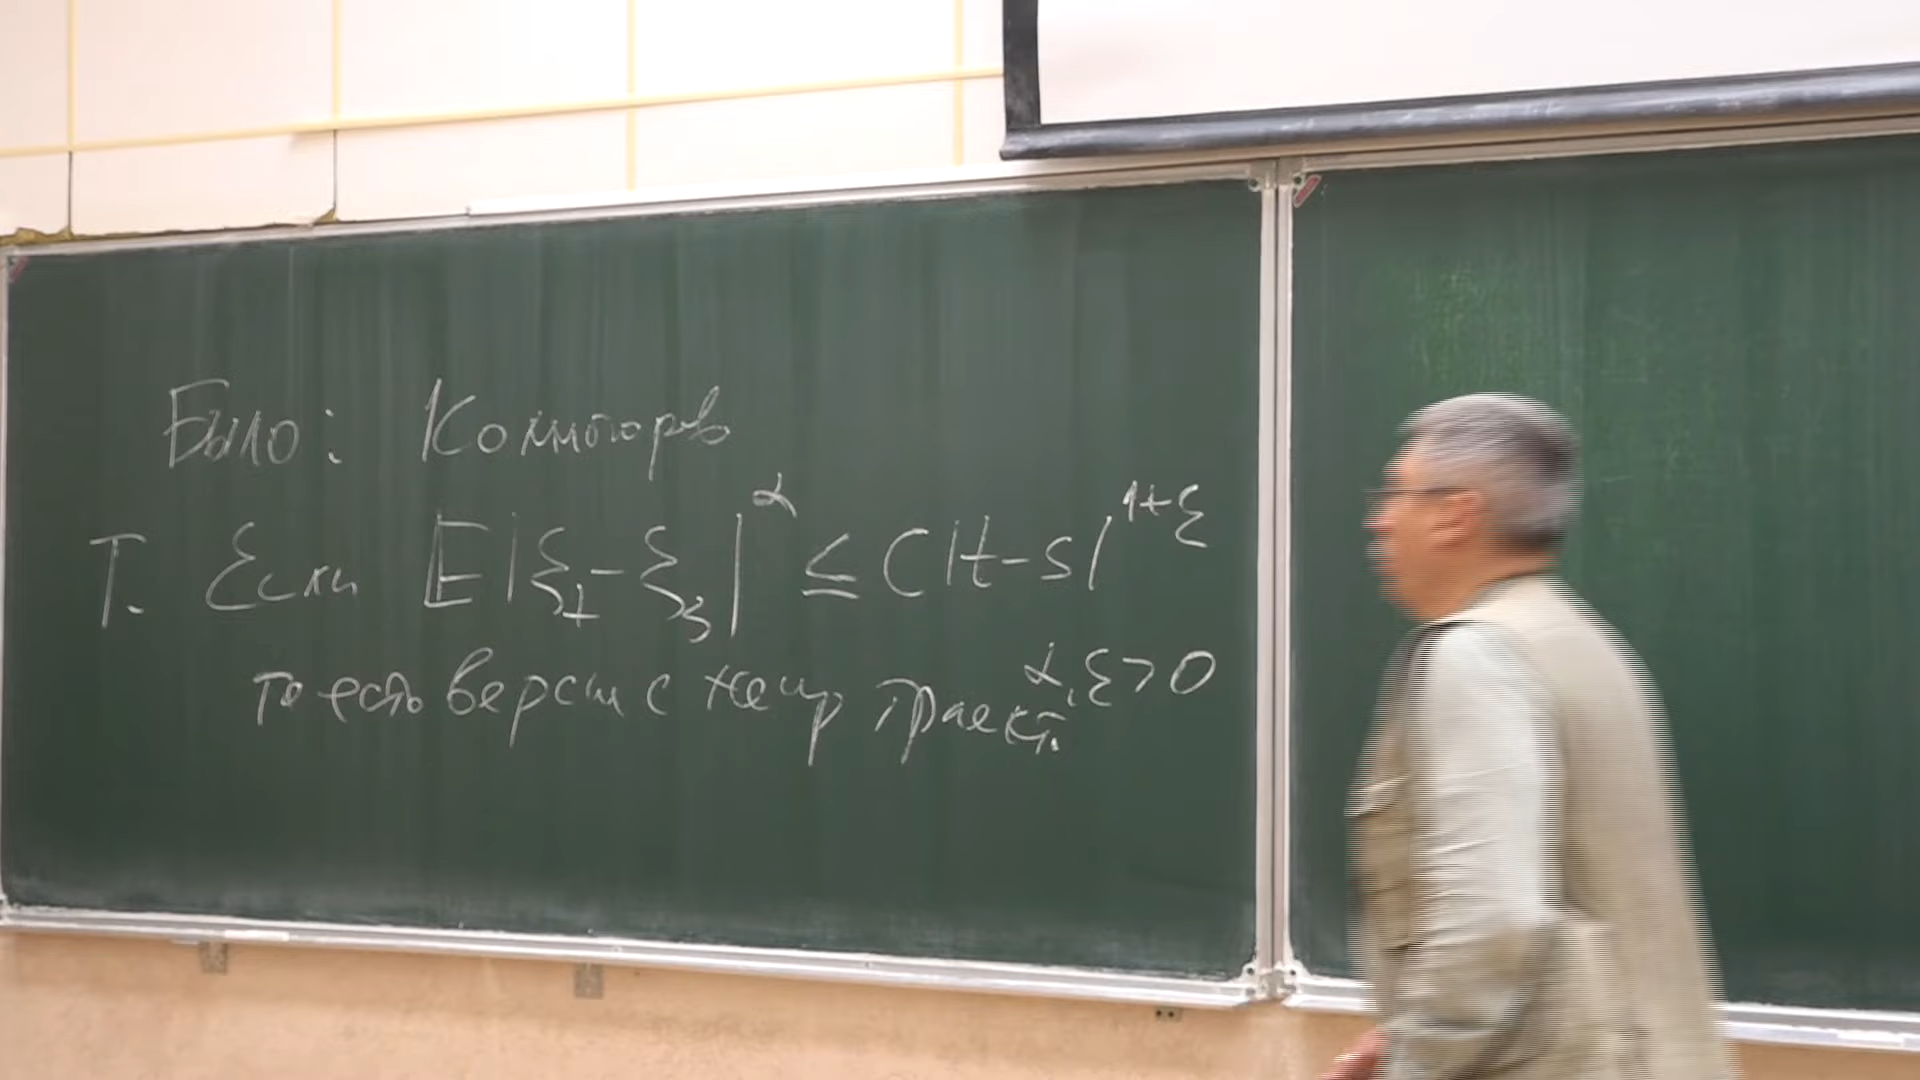 Было: Колмогоров
Т. Если E|ξ_t - ξ_s|^α ≤ C|t-s|^{1+ε}
α, ε > 0
то есть версия с непр траект.